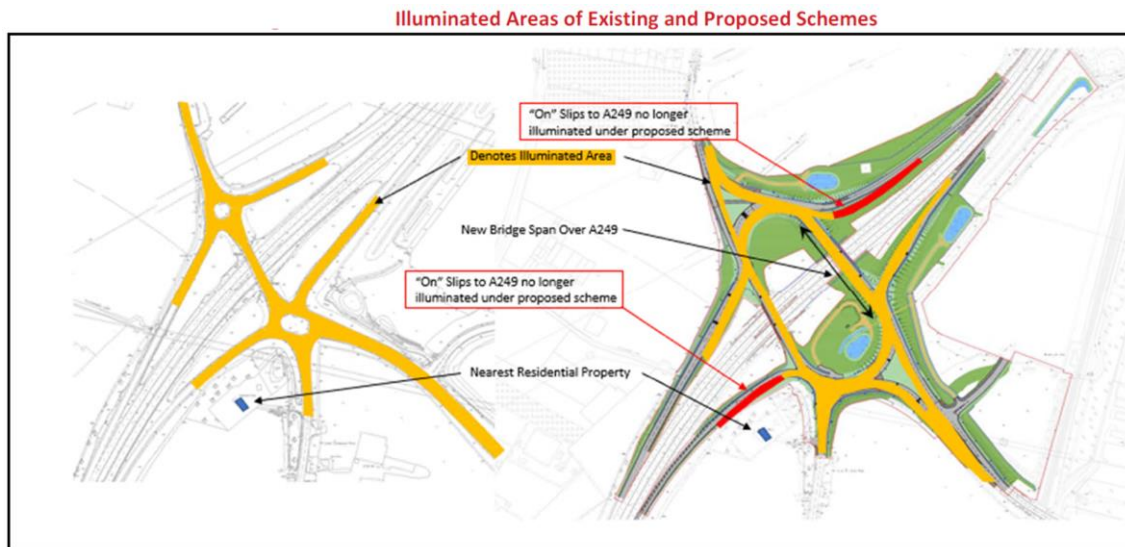 Illuminated Areas of Existing and Proposed Schemes
“On” Slips to A249 no longer
illuminated under proposed scheme
Denotes Illuminated Area
New Bridge Span Over A249
“On” Slips to A249 no longer
illuminated under proposed scheme
Nearest Residential Property